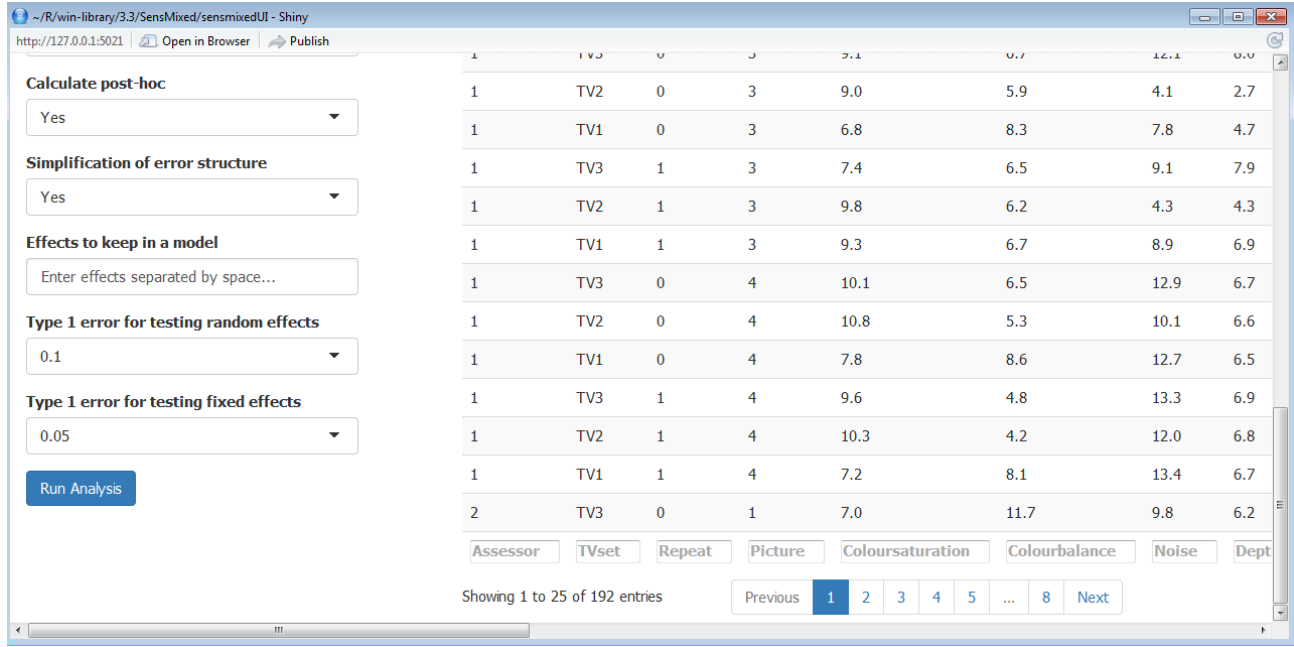 ~/R/win-library/3.3/SensMixed/sensmixedUI - Shiny
http://127.0.0.1:5021 Open in Browser Publish
Calculate post-hoc
Yes
Simplification of error structure
Yes
Effects to keep in a model
Enter effects separated by space...
Type 1 error for testing random effects
0.1
Type 1 error for testing fixed effects
0.05
Run Analysis
1 TV2 0 3 9.0 5.9 4.1 2.7
1 TV1 0 3 6.8 8.3 7.8 4.7
1 TV3 1 3 7.4 6.5 9.1 7.9
1 TV2 1 3 9.8 6.2 4.3 4.3
1 TV1 1 3 9.3 6.7 8.9 6.9
1 TV3 0 4 10.1 6.5 12.9 6.7
1 TV2 0 4 10.8 5.3 10.1 6.6
1 TV1 0 4 7.8 8.6 12.7 6.5
1 TV3 1 4 9.6 4.8 13.3 6.9
1 TV2 1 4 10.3 4.2 12.0 6.8
1 TV1 1 4 7.2 8.1 13.4 6.7
2 TV3 0 1 7.0 11.7 9.8 6.2
Assessor TVset Repeat Picture Coloursaturation Colourbalance Noise Dept
Showing 1 to 25 of 192 entries Previous 1 2 3 4 5 ... 8 Next